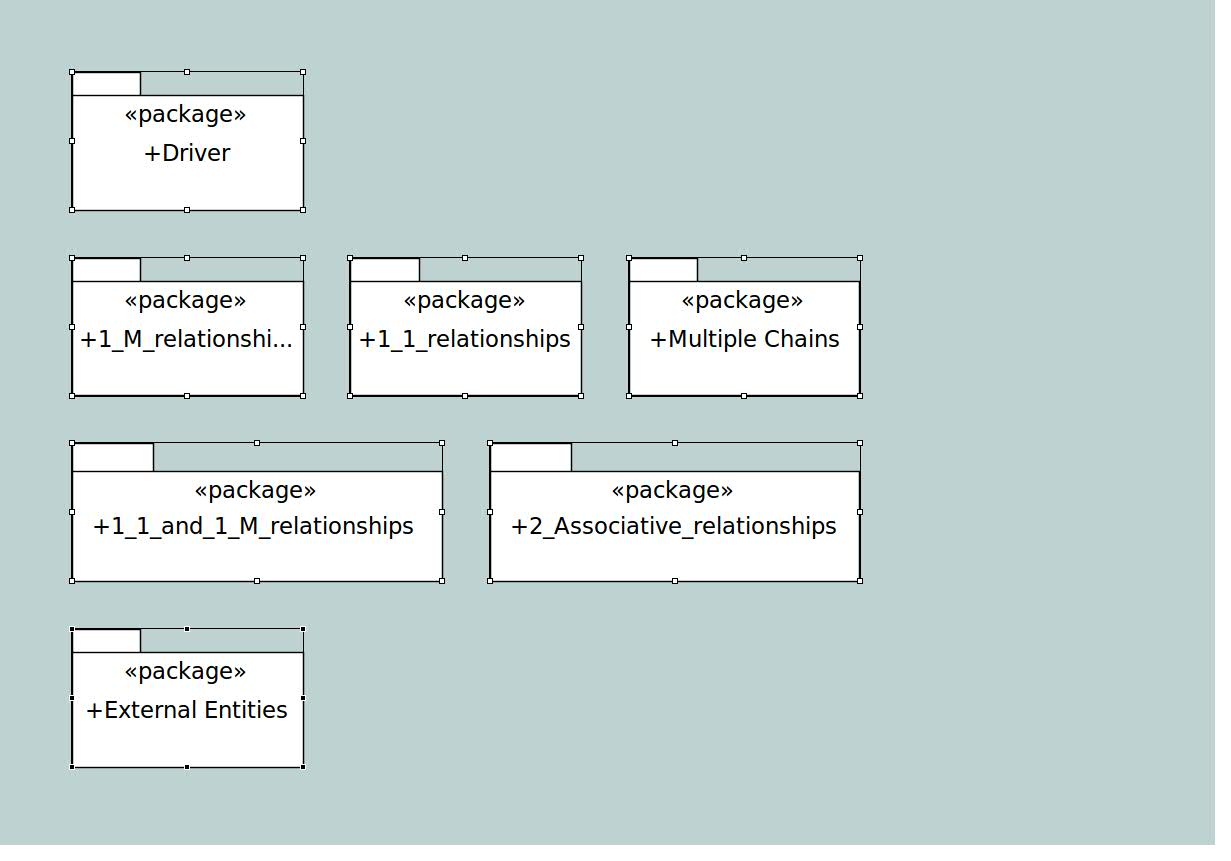 «package»
+Driver
«package»
+1_M_relationshi...
«package»
+1_1_relationships
«package»
+Multiple Chains
«package»
+1_1_and_1_M_relationships
«package»
+2_Associative_relationships
«package»
+External Entities